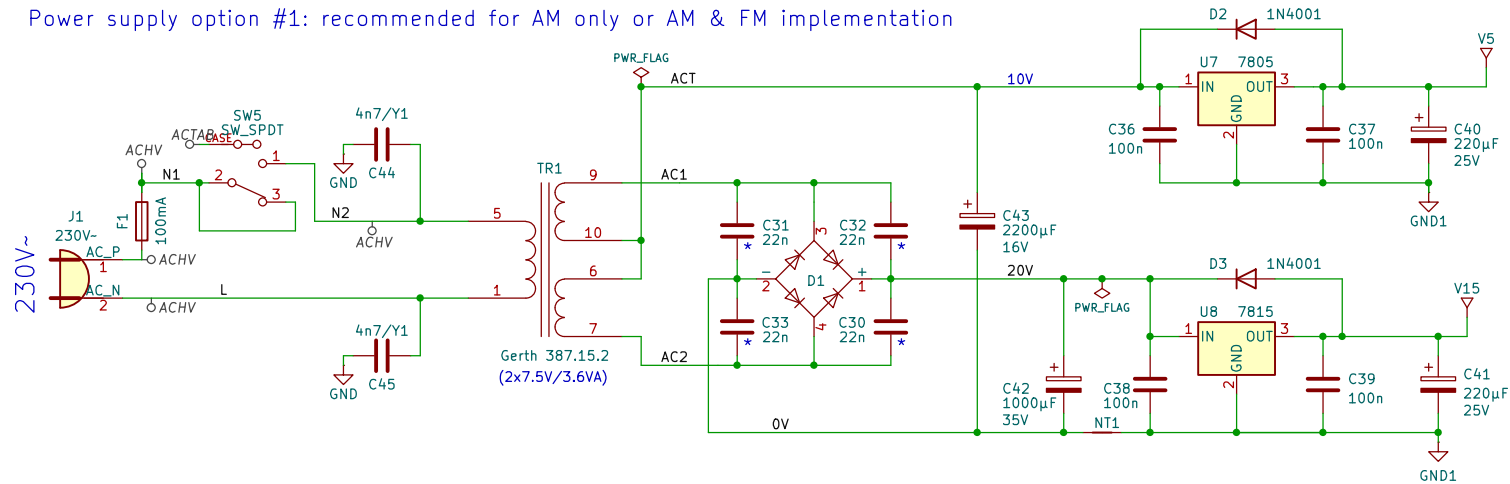 Power supply option #1: recommended for AM only or AM & FM implementation
D2 1N4001
V5
PWR_FLAG
ACT
10V
U7 7805
1 IN OUT 3
GND
2
C36
100n
C37
100n
C40
220µF
25V
GND1
SW5
SW_SPDT
ACTAB
CASE
4n7/Y1
C44
GND
ACHV
N1
2
1
3
N2
ACHV
F1
100mA
J1
230V~
230V~
AC_P
1
ACHV
AC_N
2
ACHV
L
TR1
5
1
9
10
6
7
Gerth 387.15.2
(2x7.5V/3.6VA)
4n7/Y1
C45
GND
AC1
C31
22n
*
C32
22n
*
3
D1
- 2
+ 1
4
C33
22n
*
C30
22n
*
AC2
0V
C43
2200µF
16V
20V
PWR_FLAG
D3 1N4001
V15
U8 7815
1 IN OUT 3
GND
2
C42
1000µF
35V
C38
100n
NT1
C39
100n
C41
220µF
25V
GND1